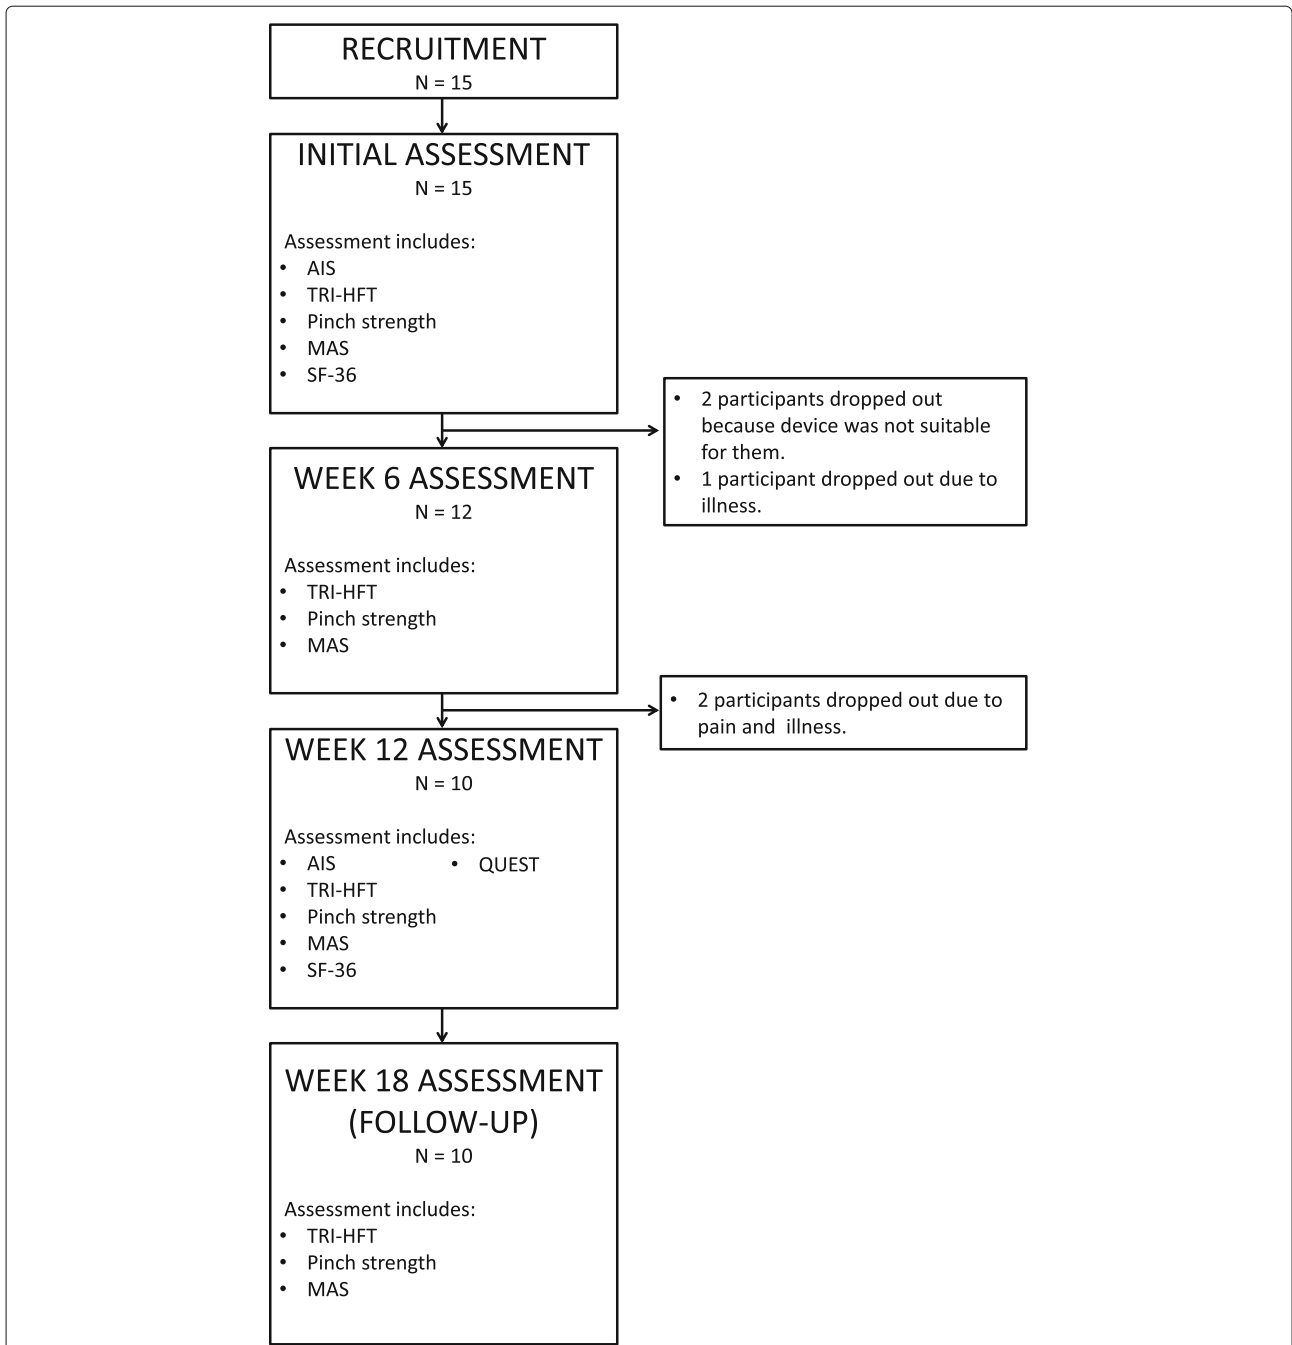 RECRUITMENT
N = 15
INITIAL ASSESSMENT
N = 15
Assessment includes:
• AIS
• TRI-HFT
• Pinch strength
• MAS
• SF-36
• 2 participants dropped out
because device was not suitable
for them.
• 1 participant dropped out due to
illness.
WEEK 6 ASSESSMENT
N = 12
Assessment includes:
• TRI-HFT
• Pinch strength
• MAS
• 2 participants dropped out due to
pain and illness.
WEEK 12 ASSESSMENT
N = 10
Assessment includes:
• AIS • QUEST
• TRI-HFT
• Pinch strength
• MAS
• SF-36
WEEK 18 ASSESSMENT
(FOLLOW-UP)
N = 10
Assessment includes:
• TRI-HFT
• Pinch strength
• MAS